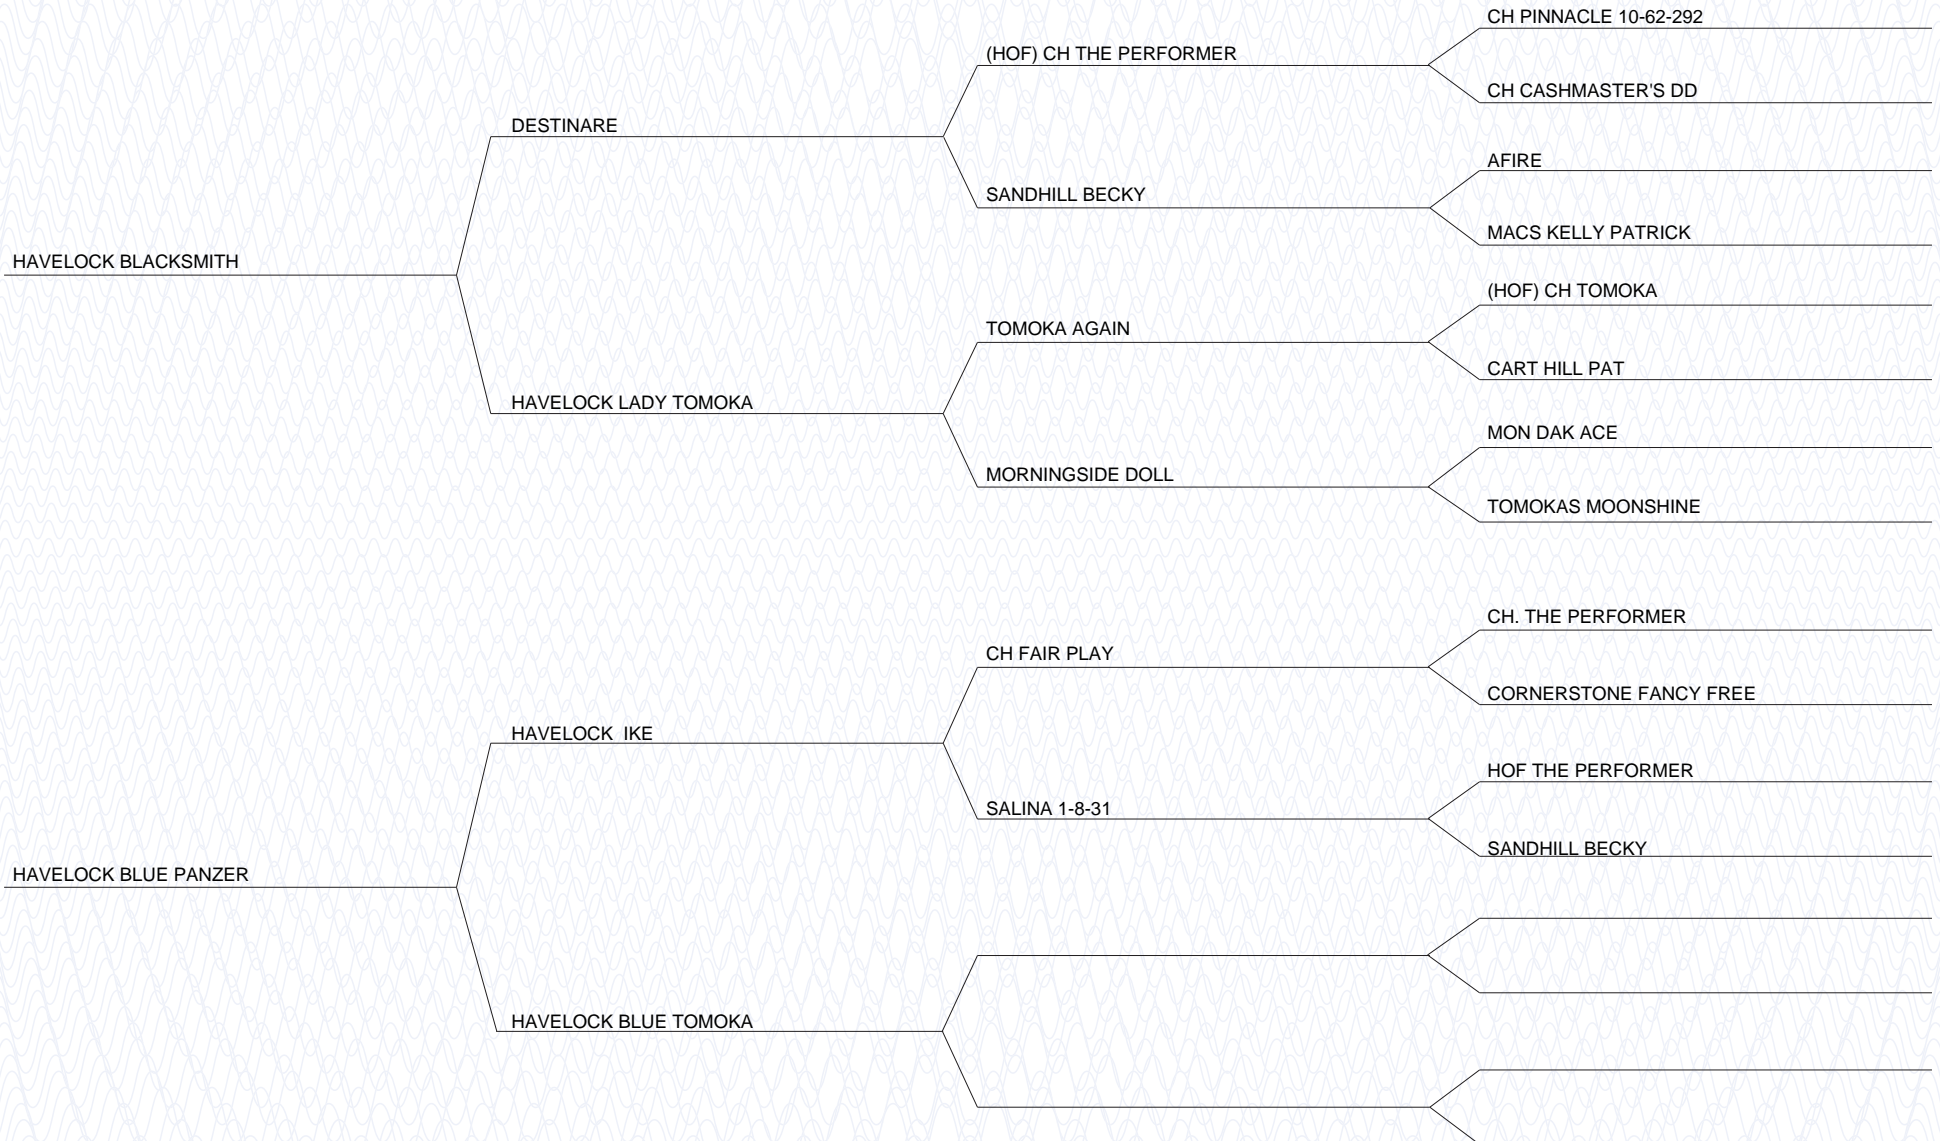 CH PINNACLE 10-62-292
(HOF) CH THE PERFORMER
CH CASHMASTER'S DD
DESTINARE
AFIRE
SANDHILL BECKY
MACS KELLY PATRICK
HAVELOCK BLACKSMITH
(HOF) CH TOMOKA
TOMOKA AGAIN
CART HILL PAT
HAVELOCK LADY TOMOKA
MON DAK ACE
MORNINGSIDE DOLL
TOMOKAS MOONSHINE
CH. THE PERFORMER
CH FAIR PLAY
CORNERSTONE FANCY FREE
HAVELOCK  IKE
HOF THE PERFORMER
SALINA 1-8-31
SANDHILL BECKY
HAVELOCK BLUE PANZER
HAVELOCK BLUE TOMOKA